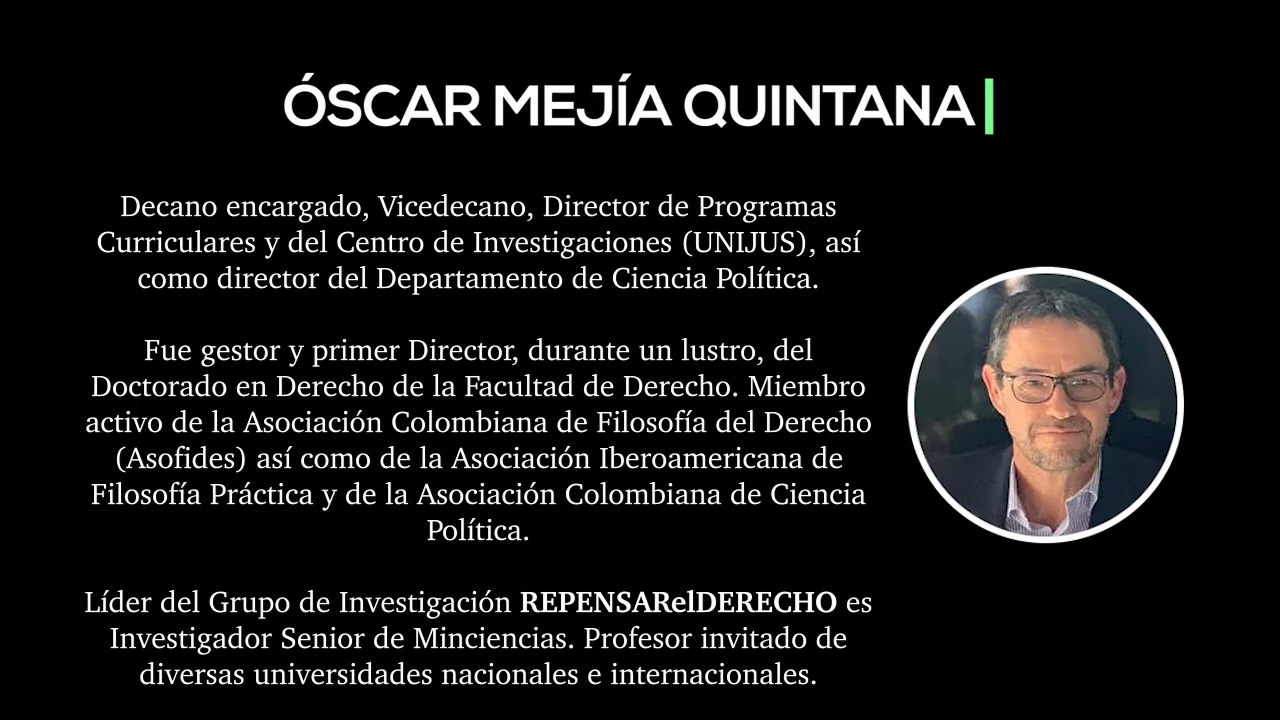 ÓSCAR MEJÍA QUINTANA
Decano encargado, Vicedecano, Director de Programas
Curriculares y del Centro de Investigaciones (UNIJUS), así
como director del Departamento de Ciencia Política.
Fue gestor y primer Director, durante un lustro, del
Doctorado en Derecho de la Facultad de Derecho. Miembro
activo de la Asociación Colombiana de Filosofía del Derecho
(Asofides) así como de la Asociación Iberoamericana de
Filosofía Práctica y de la Asociación Colombiana de Ciencia
Política.
Líder del Grupo de Investigación REPENSARelDERECHO es
Investigador Senior de Minciencias. Profesor invitado de
diversas universidades nacionales e internacionales.